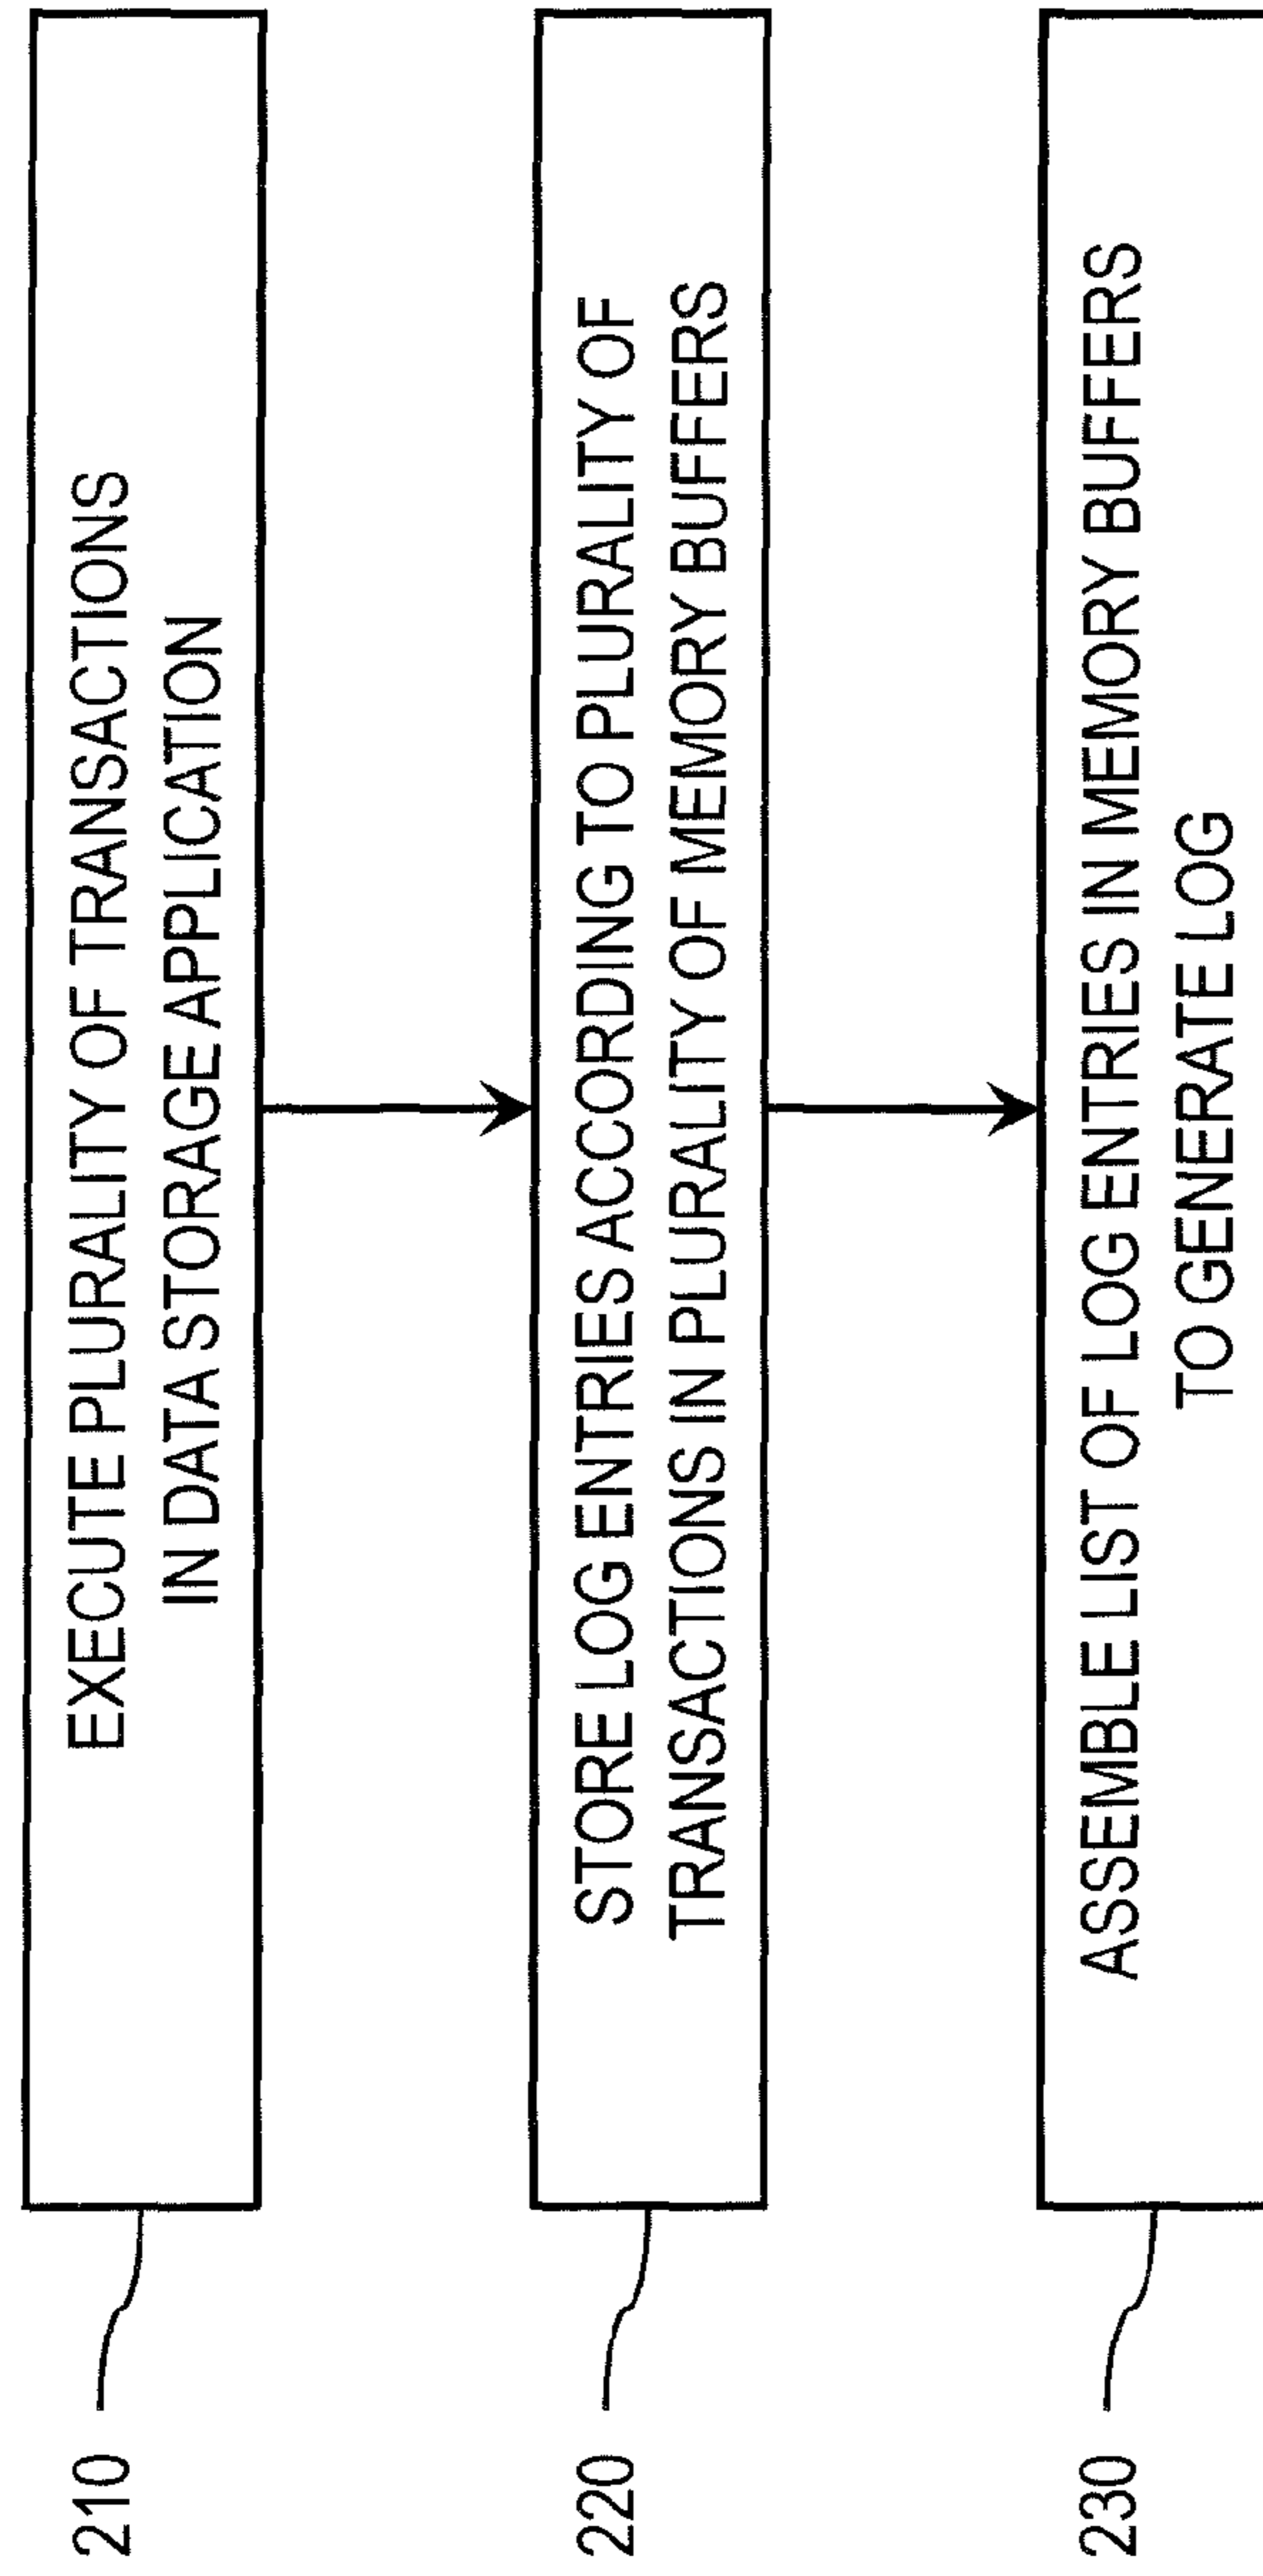 210
EXECUTE PLURALITY OF TRANSACTIONS
IN DATA STORAGE APPLICATION
220
STORE LOG ENTRIES ACCORDING TO PLURALITY OF
TRANSACTIONS IN PLURALITY OF MEMORY BUFFERS
230
ASSEMBLE LIST OF LOG ENTRIES IN MEMORY BUFFERS
TO GENERATE LOG